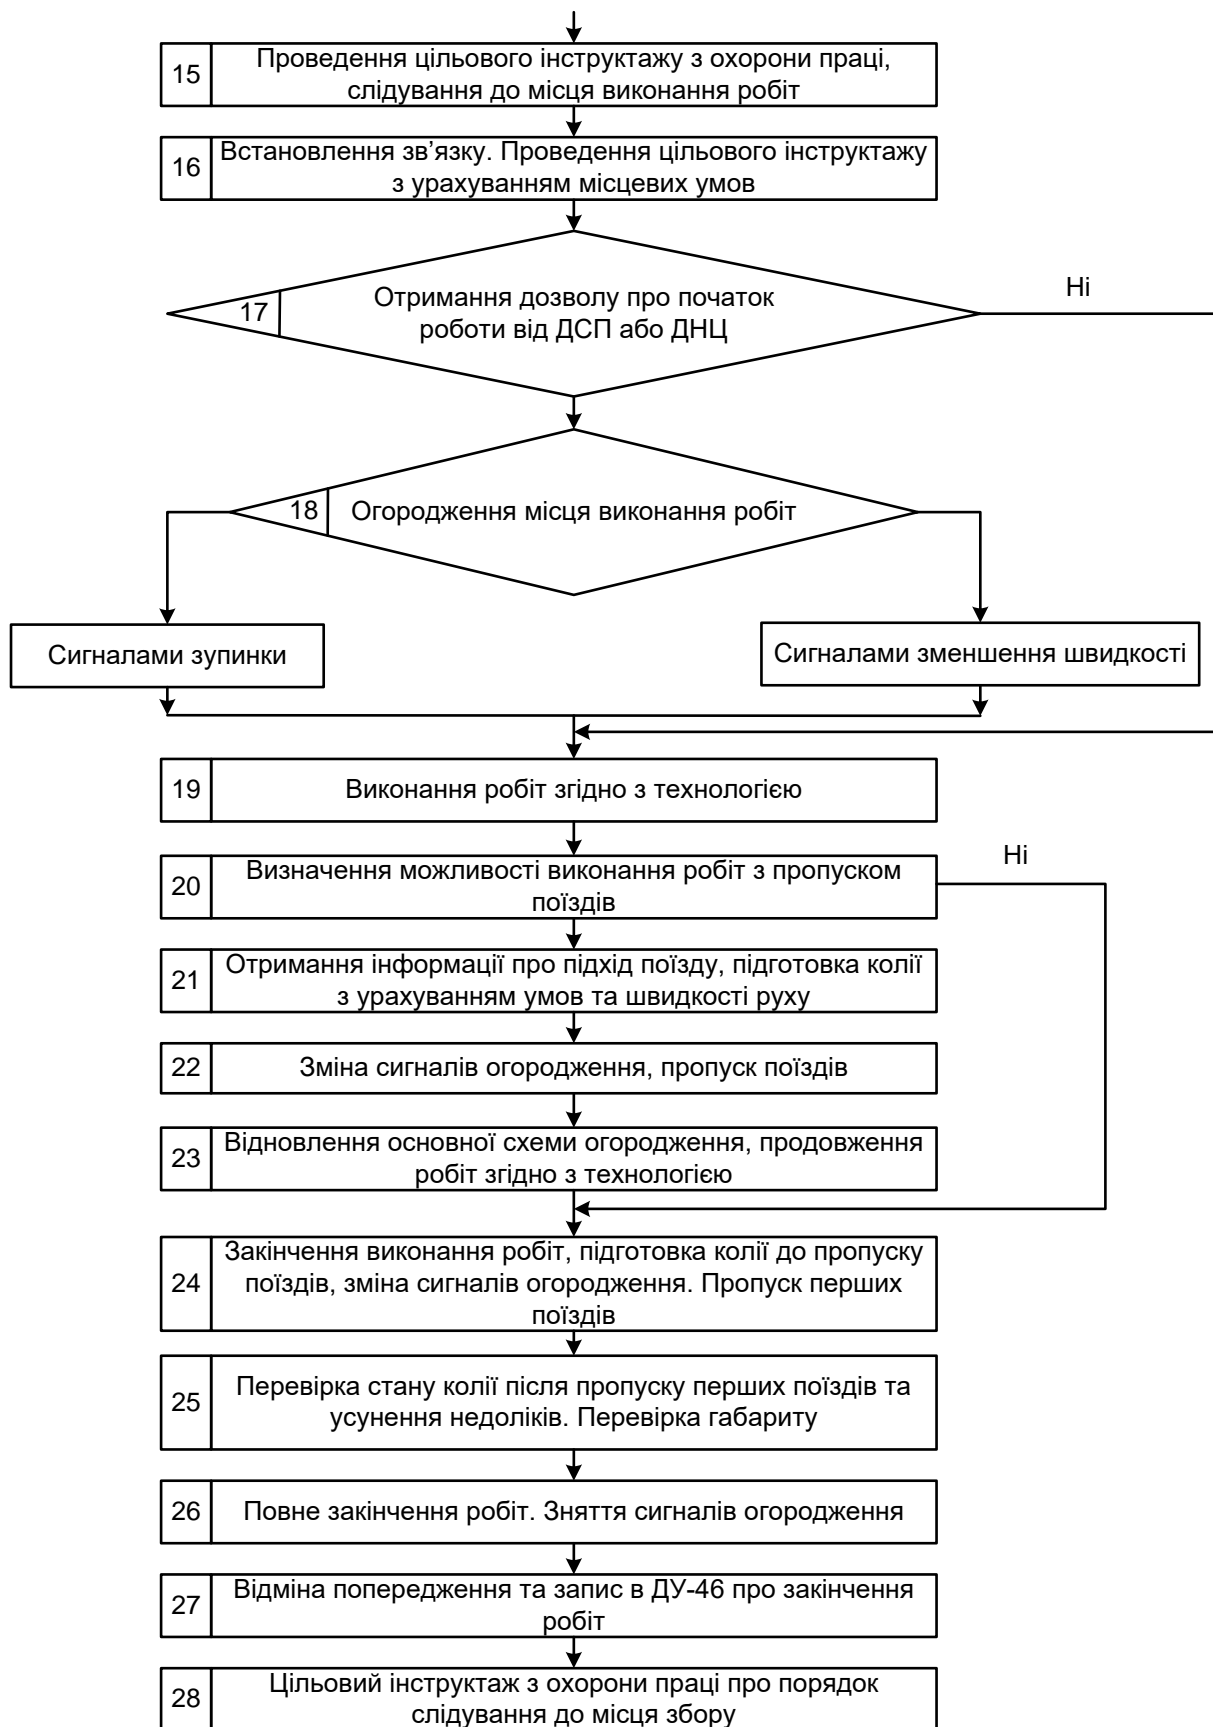 15
Проведення цільового інструктажу з охорони праці,
слідування до місця виконання робіт
16
Встановлення зв’язку. Проведення цільового інструктажу
з урахуванням місцевих умов
17
Отримання дозволу про початок
роботи від ДСП або ДНЦ
Ні
18
Огородження місця виконання робіт
Сигналами зупинки
Сигналами зменшення швидкості
19
Виконання робіт згідно з технологією
20
Визначення можливості виконання робіт з пропуском
поїздів
Ні
21
Отримання інформації про підхід поїзду, підготовка колії
з урахуванням умов та швидкості руху
22
Зміна сигналів огородження, пропуск поїздів
23
Відновлення основної схеми огородження, продовження
робіт згідно з технологією
24
Закінчення виконання робіт, підготовка колії до пропуску
поїздів, зміна сигналів огородження. Пропуск перших
поїздів
25
Перевірка стану колії після пропуску перших поїздів та
усунення недоліків. Перевірка габариту
26
Повне закінчення робіт. Зняття сигналів огородження
27
Відміна попередження та запис в ДУ-46 про закінчення
робіт
28
Цільовий інструктаж з охорони праці про порядок
слідування до місця збору